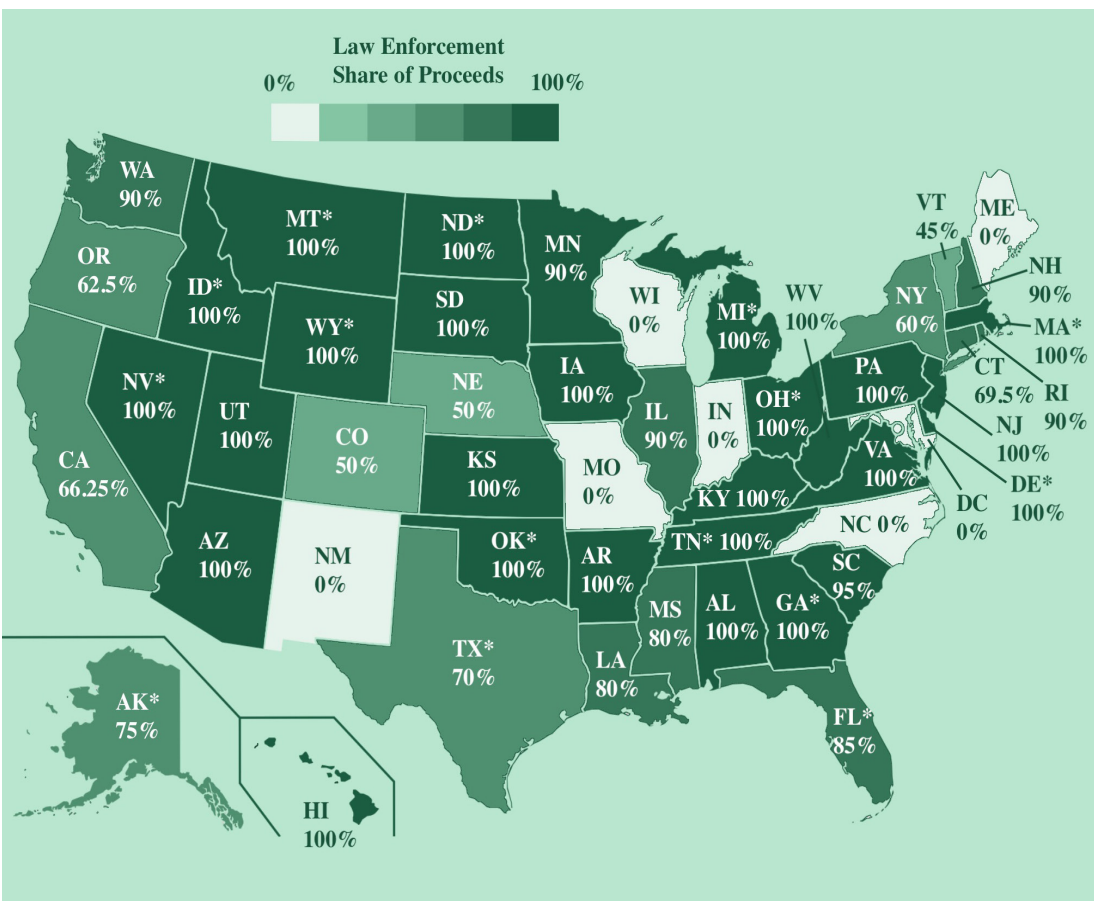 Law Enforcement
Share of Proceeds
0%
100%
WA
90%
OR
62.5%
CA
66.25%
ID*
100%
NV*
100%
MT*
100%
WY*
100%
UT
100%
AZ
100%
CO
50%
NM
0%
ND*
100%
SD
100%
NE
50%
KS
100%
OK*
100%
TX*
70%
MN
90%
IA
100%
MO
0%
AR
100%
LA
80%
WI
0%
IL
90%
MS
80%
MI*
100%
IN
0%
OH*
100%
KY 100%
TN* 100%
AL
100%
GA*
100%
FL*
85%
SC
95%
NC 0%
VA
100%
WV
100%
PA
100%
NY
60%
VT
45%
ME
0%
NH
90%
MA*
100%
CT
69.5%
RI
90%
NJ
100%
DE*
100%
DC
0%
AK*
75%
HI
100%